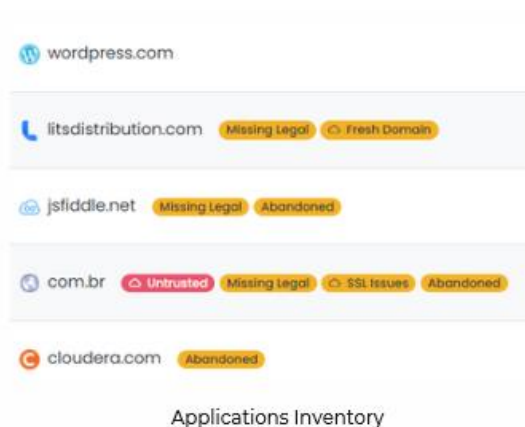 wordpress.com
litsdistribution.com Missing Legal Fresh Domain
jsfiddle.net Missing Legal Abandoned
com.br Untrusted Missing Legal SSL Issues Abandoned
cloudera.com Abandoned
Applications Inventory